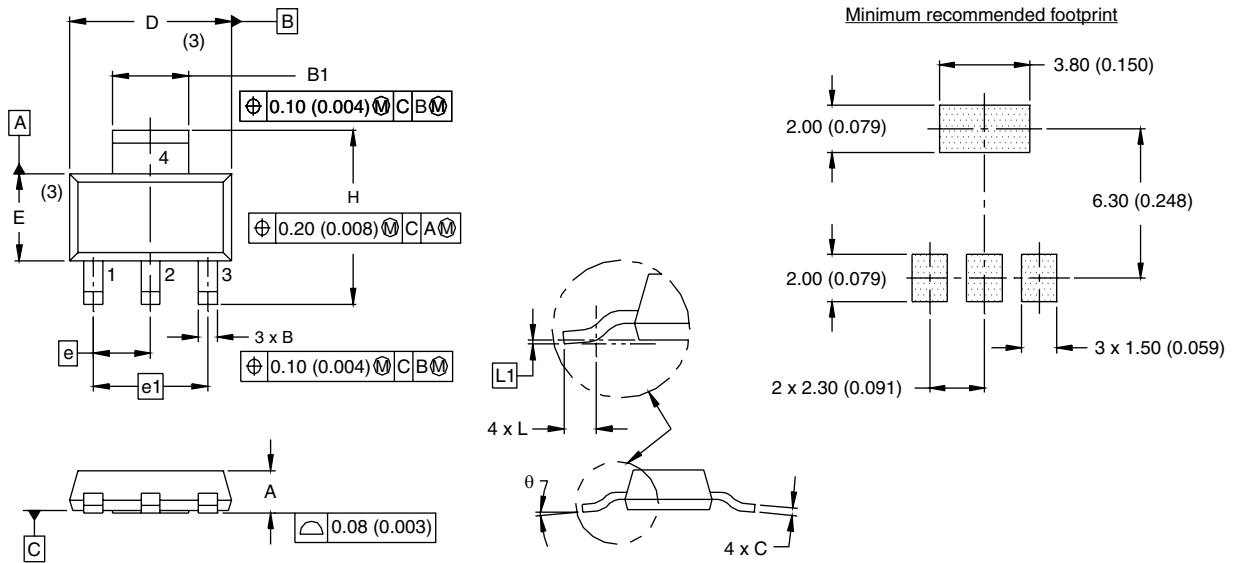 Minimum recommended footprint
D
B
(3)
B1
3.80 (0.150)
⌖ 0.10 (0.004) Ⓜ C B Ⓜ
A
2.00 (0.079)
4
(3)
E
H
6.30 (0.248)
⌖ 0.20 (0.008) Ⓜ C A Ⓜ
1
2
3
2.00 (0.079)
3 x B
e
⌖ 0.10 (0.004) Ⓜ C B Ⓜ
L1
3 x 1.50 (0.059)
e1
2 x 2.30 (0.091)
4 x L
A
θ
⌓ 0.08 (0.003)
C
4 x C